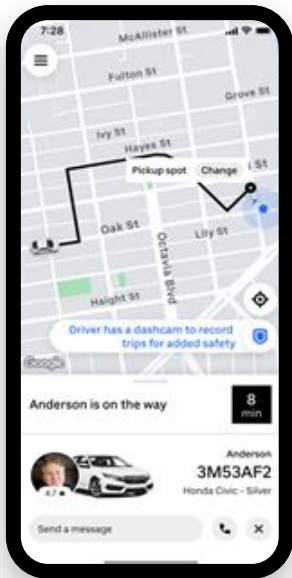 7:28
McAllister St
Fulton St
Grove St
Ivy St
Hayes St
Pickup spot Change
St
Oak St
Lily St
Octavia Blvd
Haight St
Driver has a dashcam to record
trips for added safety
Google
Anderson is on the way
8
min
Anderson
4.7
3M53AF2
Honda Civic - Silver
Send a message